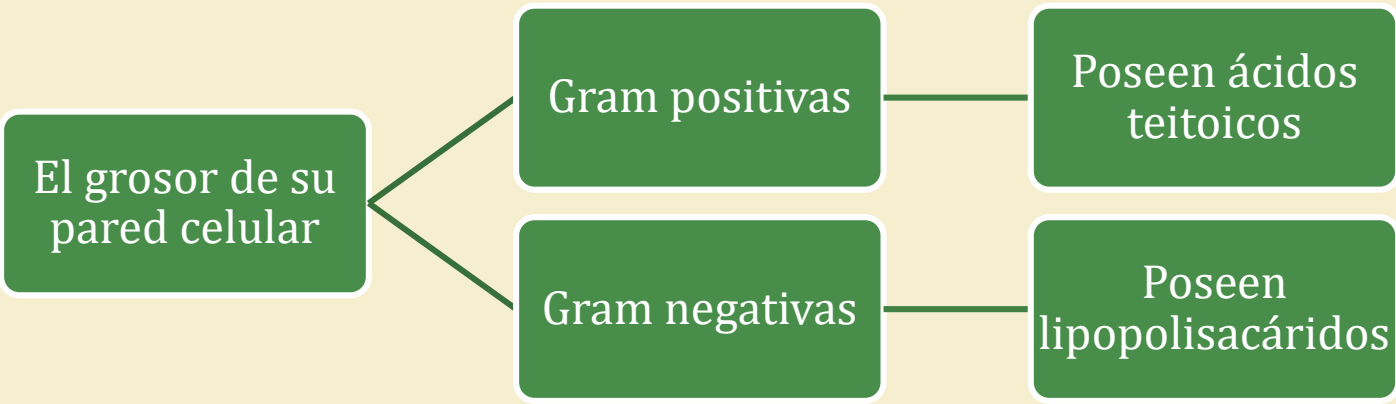 El grosor de su
pared celular
Gram positivas
Poseen ácidos
teitoicos
Gram negativas
Poseen
lipopolisacáridos